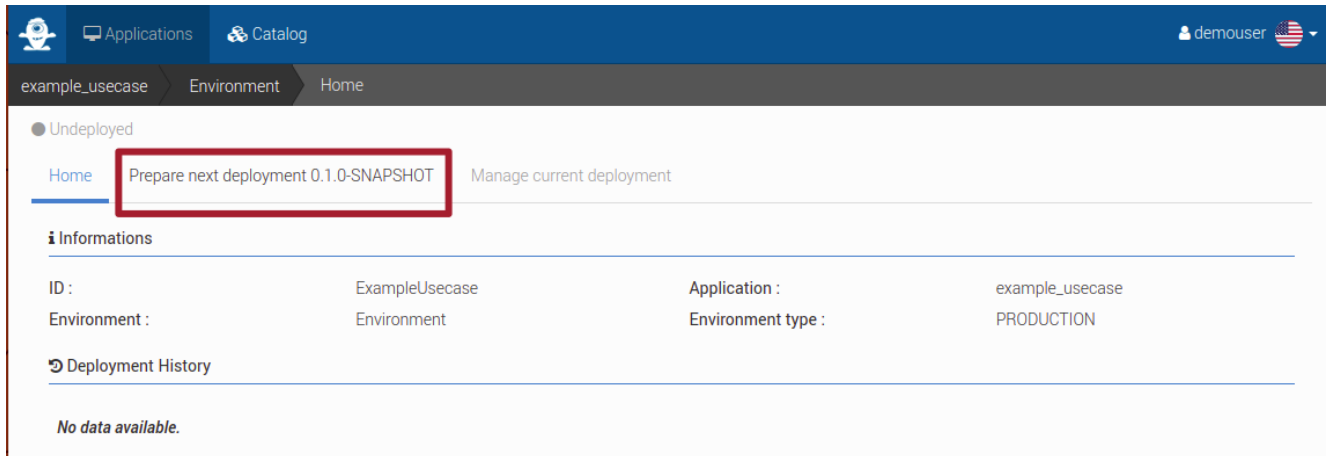 Applications Catalog demouser
example_usecase Environment Home
Undeployed
Home Prepare next deployment 0.1.0-SNAPSHOT Manage current deployment
Informations
ID : ExampleUsecase Application : example_usecase
Environment : Environment Environment type : PRODUCTION
Deployment History
No data available.